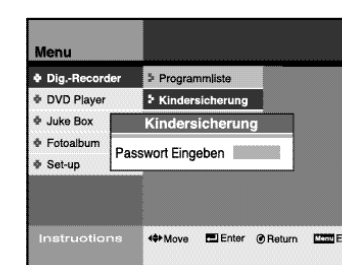 Menu
Dig.-Recorder
Programmliste
DVD Player
Kindersicherung
Juke Box
Kindersicherung
Fotoalbum
Passwort Eingeben
Set-up
Instructions
Move Enter Return Menu E